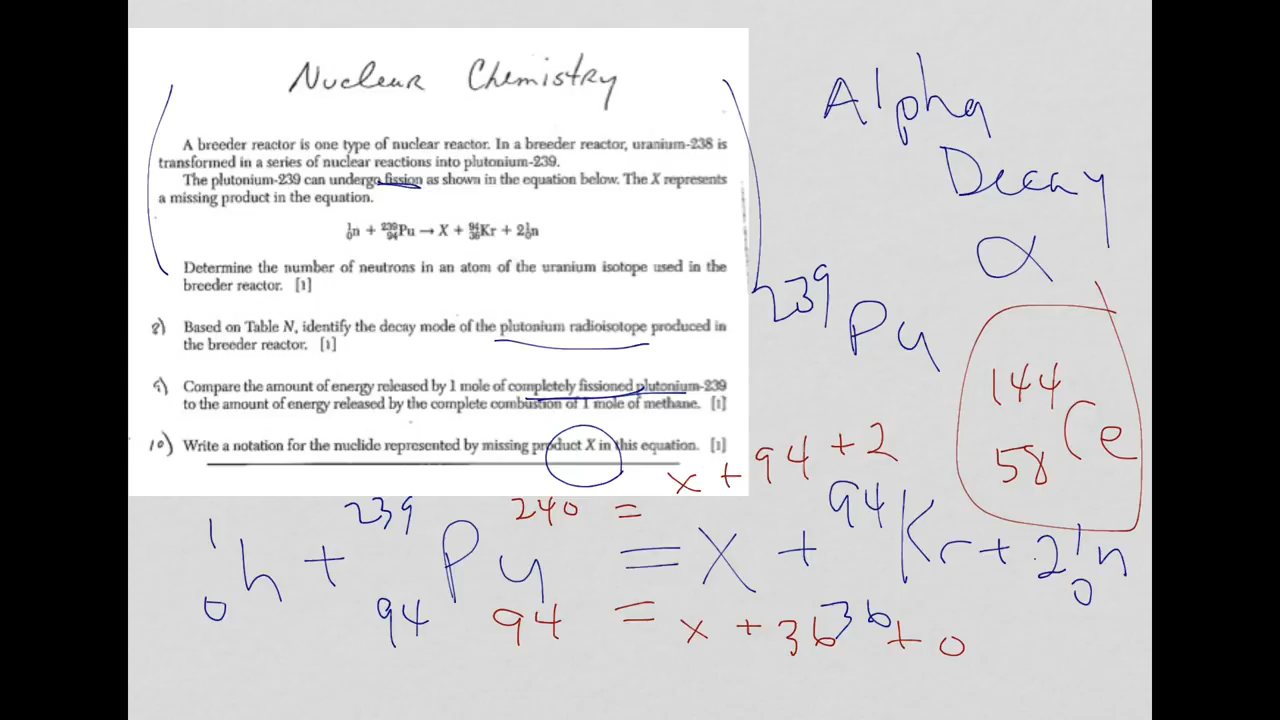 Nuclear Chemistry
A breeder reactor is one type of nuclear reactor. In a breeder reactor, uranium-238 is
transformed in a series of nuclear reactions into plutonium-239.
The plutonium-239 can undergo fission as shown in the equation below. The X represents
a missing product in the equation.
¹₀n + ²³⁹₉₄Pu → X + ⁹⁴₃₆Kr + 2¹₀n
Determine the number of neutrons in an atom of the uranium isotope used in the
breeder reactor. [1]
8) Based on Table N, identify the decay mode of the plutonium radioisotope produced in
the breeder reactor. [1]
9) Compare the amount of energy released by 1 mole of completely fissioned plutonium-239
to the amount of energy released by the complete combustion of 1 mole of methane. [1]
10) Write a notation for the nuclide represented by missing product X in this equation. [1]
Alpha
Decay
α
²³⁹Pu
¹⁴⁴₅₈Ce
240 = x + 94 + 2
¹₀n + ²³⁹₉₄Pu = X + ⁹⁴₃₆Kr + 2¹₀n
94 = x + 36 + 0